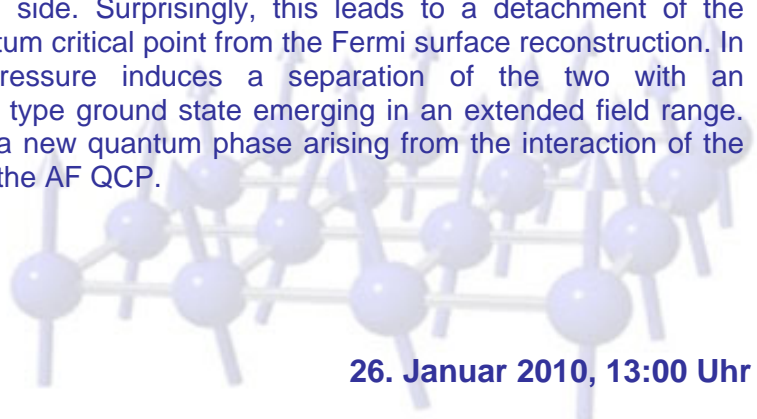 side. Surprisingly, this leads to a detachment of the
tum critical point from the Fermi surface reconstruction. In
ressure induces a separation of the two with an
type ground state emerging in an extended field range.
a new quantum phase arising from the interaction of the
the AF QCP.
26. Januar 2010, 13:00 Uhr